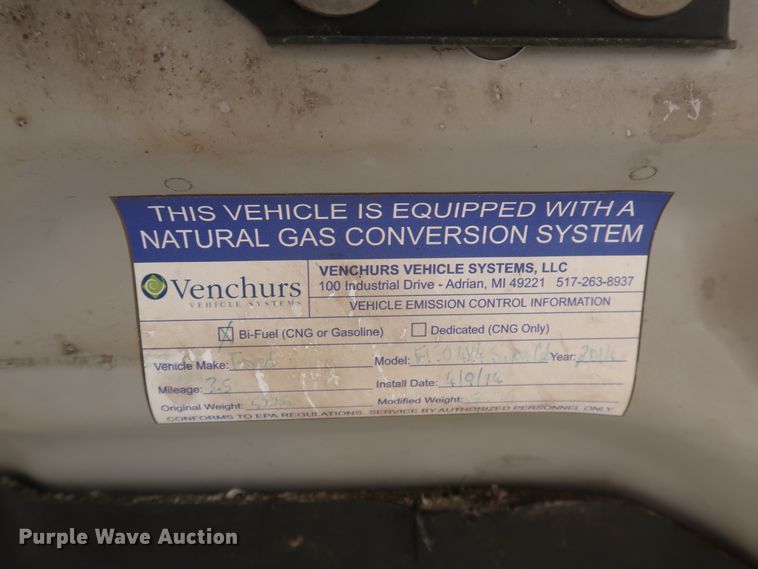 THIS VEHICLE IS EQUIPPED WITH A
NATURAL GAS CONVERSION SYSTEM
Venchurs
VEHICLE SYSTEMS
VENCHURS VEHICLE SYSTEMS, LLC
100 Industrial Drive - Adrian, MI 49221 517-263-8937
VEHICLE EMISSION CONTROL INFORMATION
Bi-Fuel (CNG or Gasoline) Dedicated (CNG Only)
Vehicle Make: Ford Model: Year: 2014
Mileage: 35 Install Date: 4/9/14
Original Weight: Modified Weight:
CONFORMS TO EPA REGULATIONS. SERVICE BY AUTHORIZED PERSONNEL ONLY
Purple Wave Auction